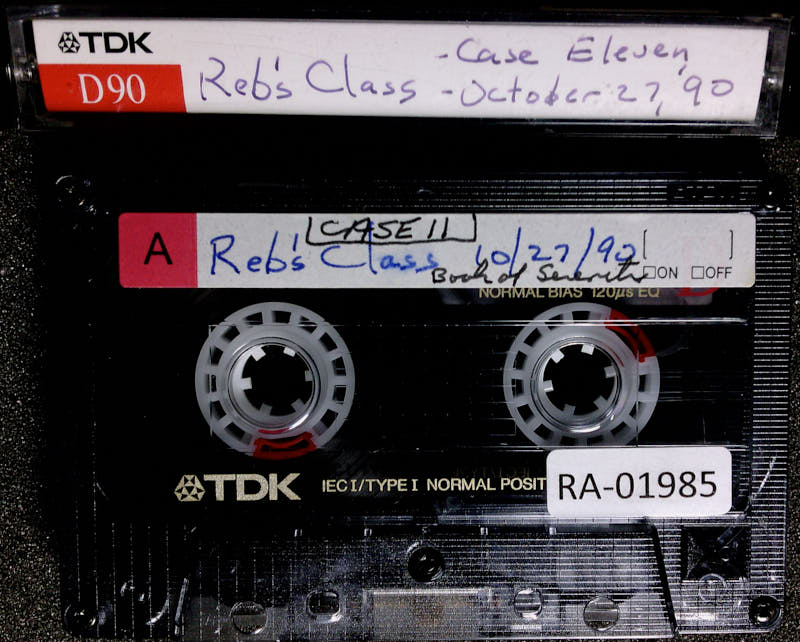 TDK
D90
Reb's Class
- Case Eleven
- October 27, '90
A
CASE 11
Reb's Class 10/27/90
[ ]
Book of Serenity
ON OFF
NORMAL BIAS 120µs EQ
TDK
IEC I/TYPE I NORMAL POSIT
RA-01985